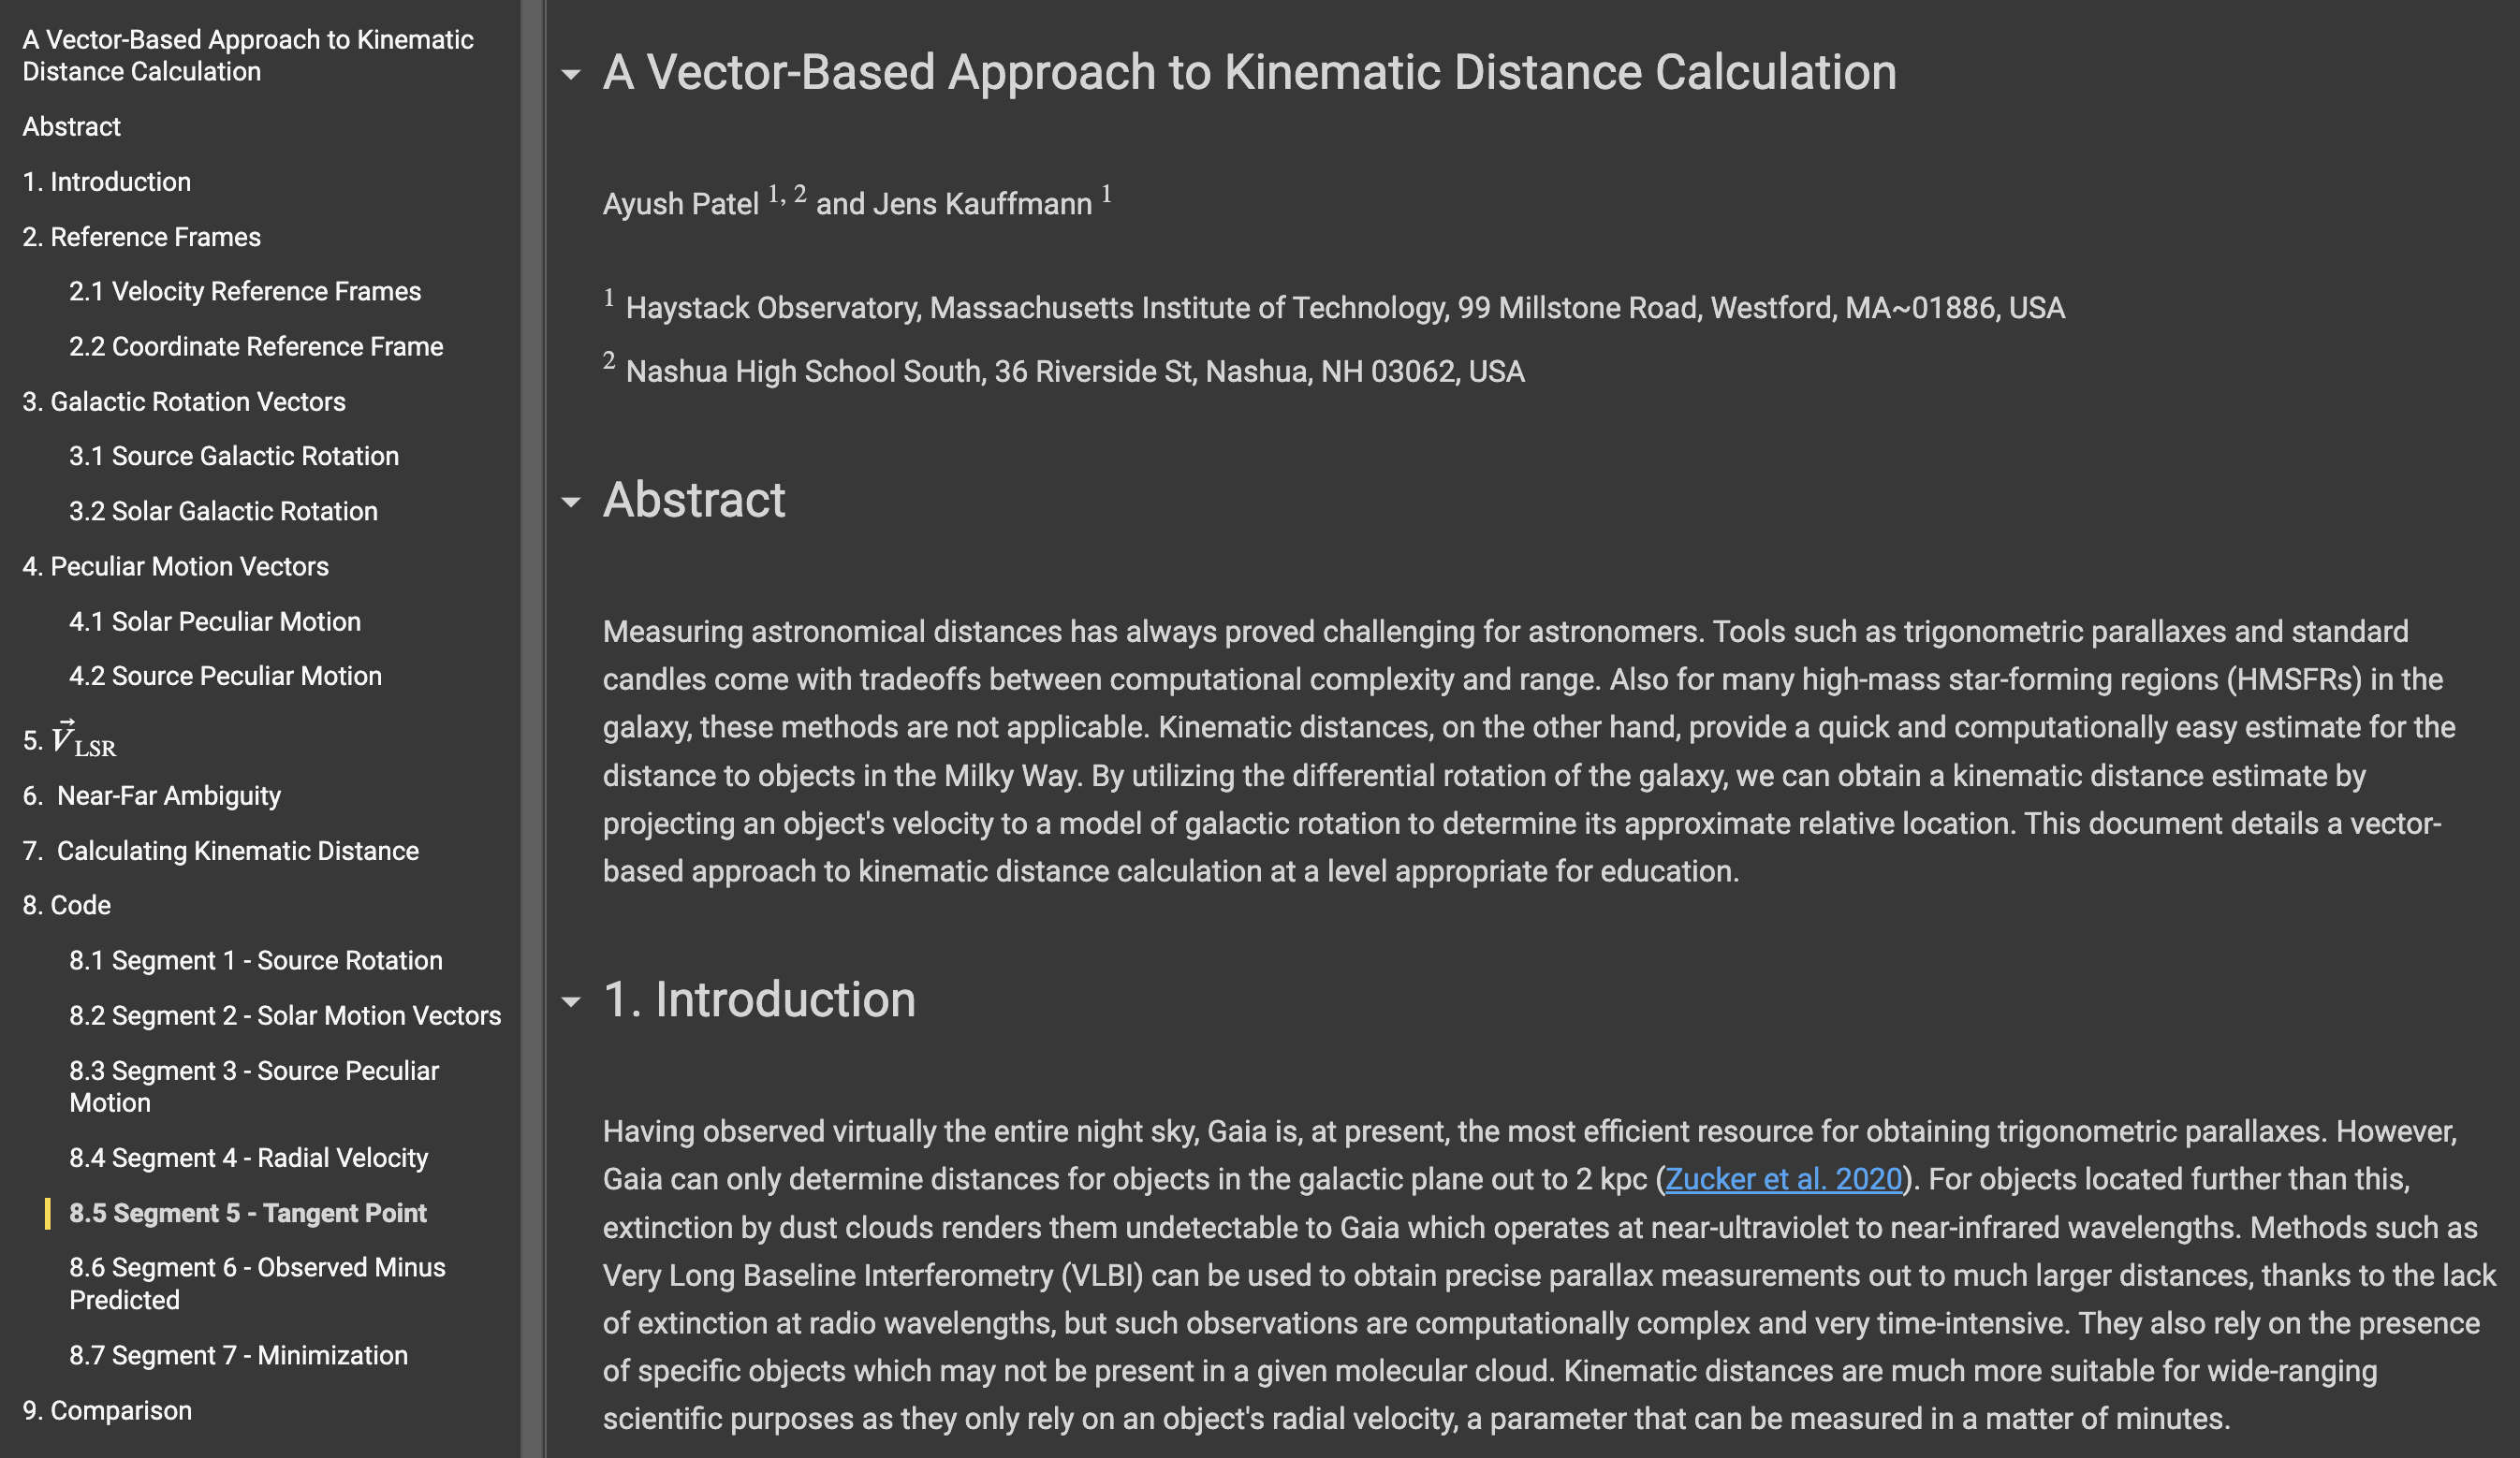 A Vector-Based Approach to Kinematic
Distance Calculation
Abstract
1. Introduction
2. Reference Frames
2.1 Velocity Reference Frames
2.2 Coordinate Reference Frame
3. Galactic Rotation Vectors
3.1 Source Galactic Rotation
3.2 Solar Galactic Rotation
4. Peculiar Motion Vectors
4.1 Solar Peculiar Motion
4.2 Source Peculiar Motion
5. V⃗LSR
6. Near-Far Ambiguity
7. Calculating Kinematic Distance
8. Code
8.1 Segment 1 - Source Rotation
8.2 Segment 2 - Solar Motion Vectors
8.3 Segment 3 - Source Peculiar
Motion
8.4 Segment 4 - Radial Velocity
8.5 Segment 5 - Tangent Point
8.6 Segment 6 - Observed Minus
Predicted
8.7 Segment 7 - Minimization
9. Comparison
A Vector-Based Approach to Kinematic Distance Calculation
Ayush Patel 1, 2 and Jens Kauffmann 1
1 Haystack Observatory, Massachusetts Institute of Technology, 99 Millstone Road, Westford, MA~01886, USA
2 Nashua High School South, 36 Riverside St, Nashua, NH 03062, USA
Abstract
Measuring astronomical distances has always proved challenging for astronomers. Tools such as trigonometric parallaxes and standard
candles come with tradeoffs between computational complexity and range. Also for many high-mass star-forming regions (HMSFRs) in the
galaxy, these methods are not applicable. Kinematic distances, on the other hand, provide a quick and computationally easy estimate for the
distance to objects in the Milky Way. By utilizing the differential rotation of the galaxy, we can obtain a kinematic distance estimate by
projecting an object's velocity to a model of galactic rotation to determine its approximate relative location. This document details a vector-
based approach to kinematic distance calculation at a level appropriate for education.
1. Introduction
Having observed virtually the entire night sky, Gaia is, at present, the most efficient resource for obtaining trigonometric parallaxes. However,
Gaia can only determine distances for objects in the galactic plane out to 2 kpc (Zucker et al. 2020). For objects located further than this,
extinction by dust clouds renders them undetectable to Gaia which operates at near-ultraviolet to near-infrared wavelengths. Methods such as
Very Long Baseline Interferometry (VLBI) can be used to obtain precise parallax measurements out to much larger distances, thanks to the lack
of extinction at radio wavelengths, but such observations are computationally complex and very time-intensive. They also rely on the presence
of specific objects which may not be present in a given molecular cloud. Kinematic distances are much more suitable for wide-ranging
scientific purposes as they only rely on an object's radial velocity, a parameter that can be measured in a matter of minutes.